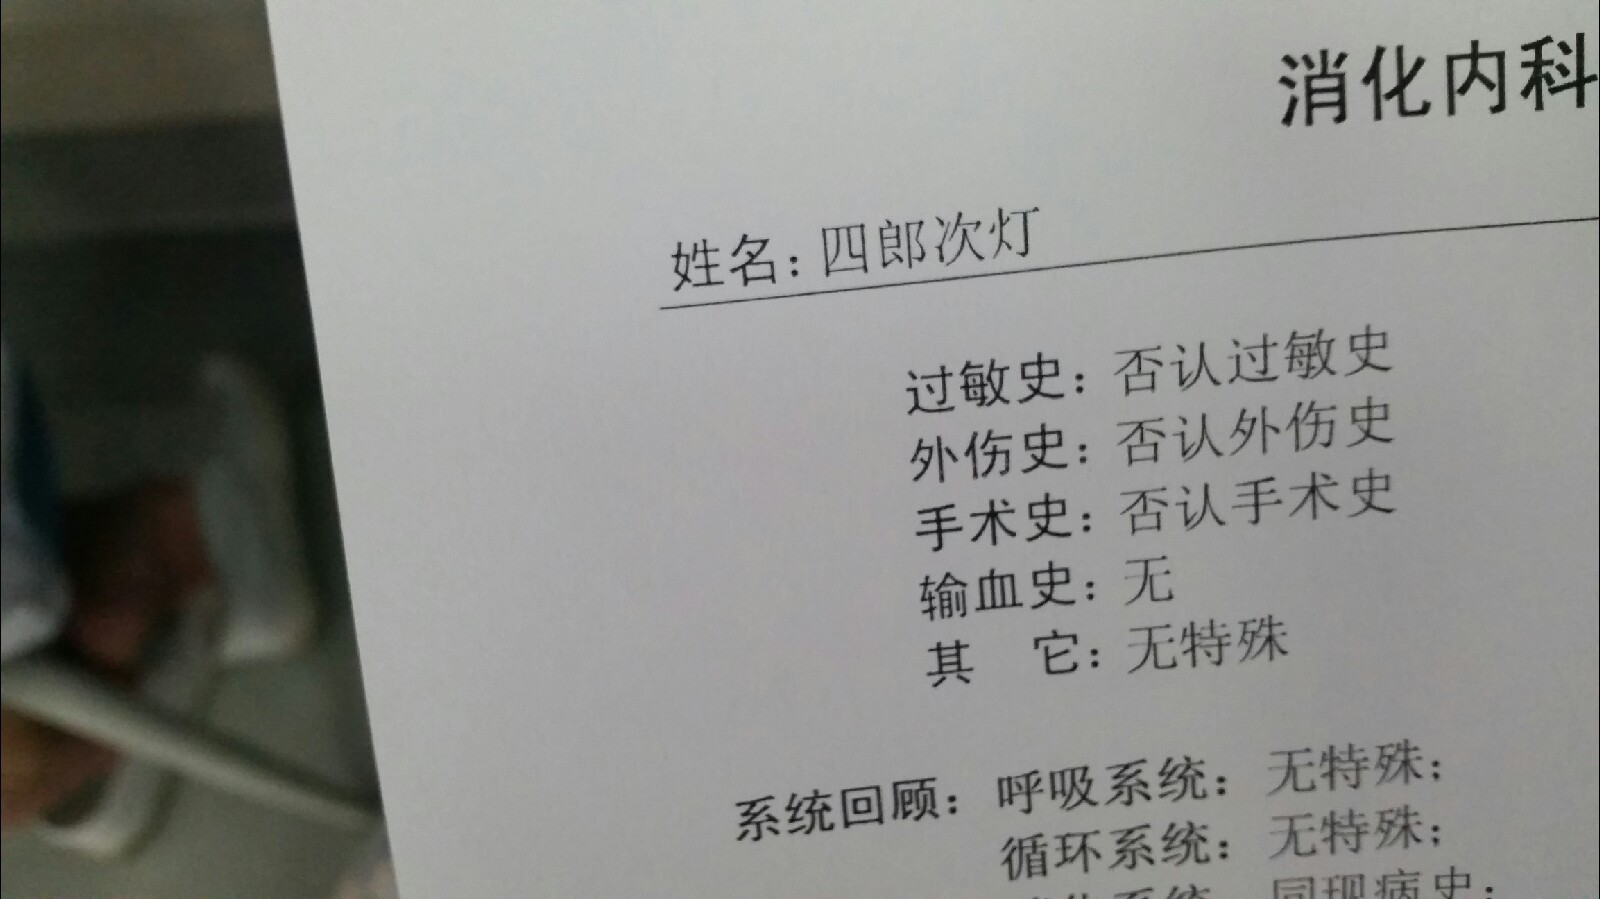 消化内科
姓名：四郎次灯
过敏史：否认过敏史
外伤史：否认外伤史
手术史：否认手术史
输血史：无
其　它：无特殊
系统回顾：呼吸系统：无特殊；
循环系统：无特殊；
系统：同现病史；